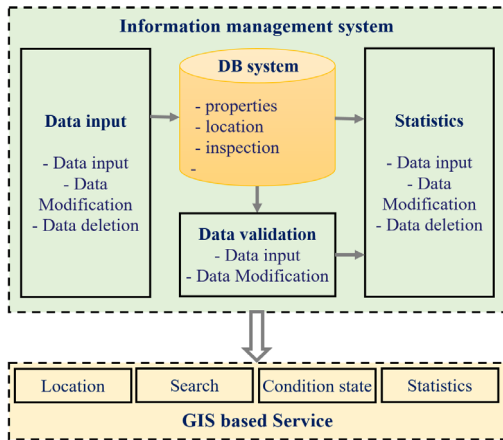 Information management system
Data input
- Data input
- Data
Modification
- Data deletion
DB system
- properties
- location
- inspection
-
Data validation
- Data input
- Data Modification
Statistics
- Data input
- Data
Modification
- Data deletion
Location
Search
Condition state
Statistics
GIS based Service